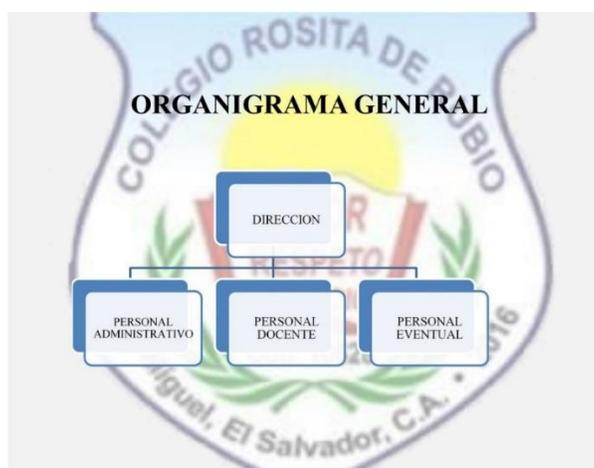 COLEGIO ROSITA DE RUBIO
ORGANIGRAMA GENERAL
DIRECCION
RESPETO
PERSONAL
ADMINISTRATIVO
PERSONAL
DOCENTE
PERSONAL
EVENTUAL
Miguel, El Salvador, C.A.